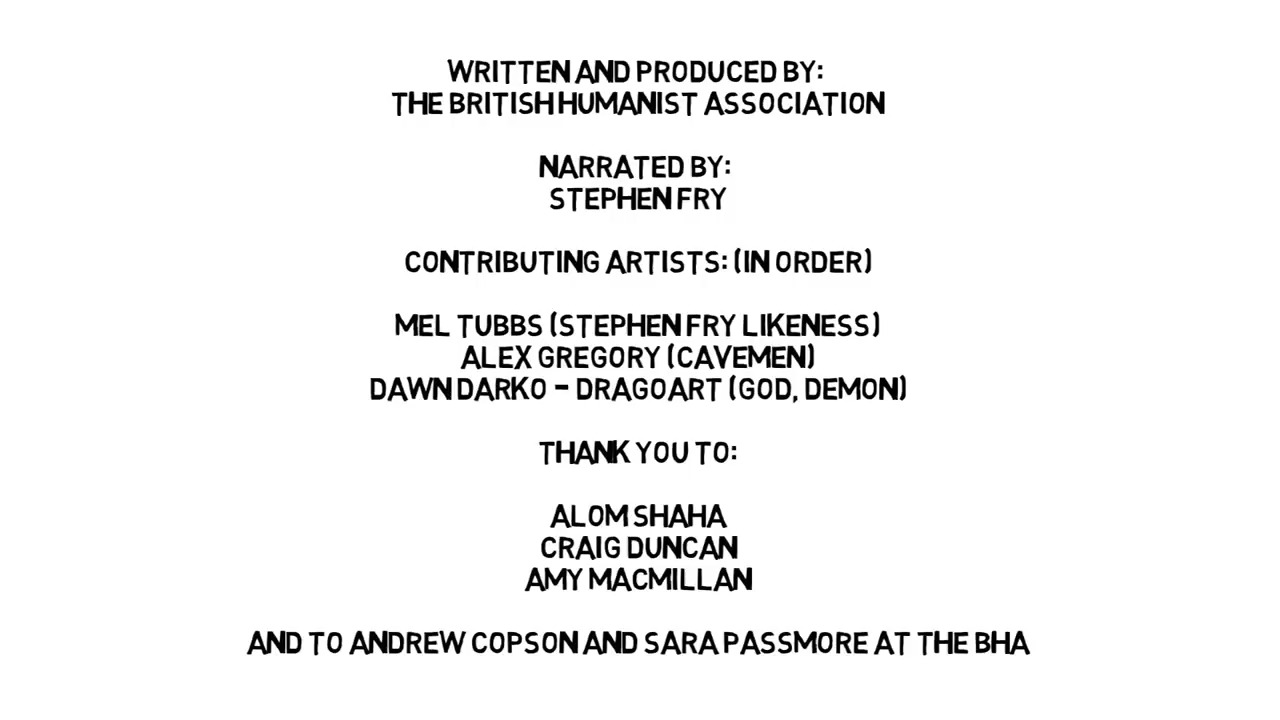 WRITTEN AND PRODUCED BY:
THE BRITISH HUMANIST ASSOCIATION
NARRATED BY:
STEPHEN FRY
CONTRIBUTING ARTISTS: (IN ORDER)
MEL TUBBS (STEPHEN FRY LIKENESS)
ALEX GREGORY (CAVEMEN)
DAWN DARKO - DRAGOART (GOD, DEMON)
THANK YOU TO:
ALOM SHAHA
CRAIG DUNCAN
AMY MACMILLAN
AND TO ANDREW COPSON AND SARA PASSMORE AT THE BHA